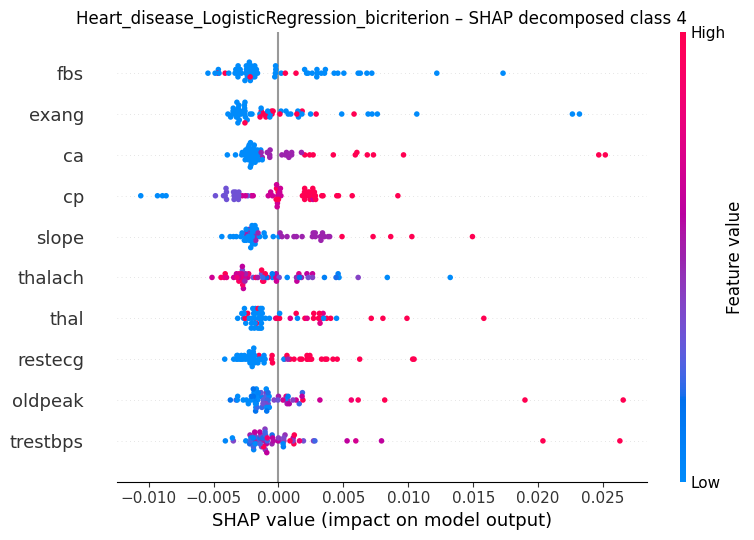 Heart_disease_LogisticRegression_bicriterion – SHAP decomposed class 4
High
fbs
exang
ca
cp
slope
thalach
thal
restecg
oldpeak
trestbps
Feature value
Low
−0.010 −0.005 0.000 0.005 0.010 0.015 0.020 0.025
SHAP value (impact on model output)